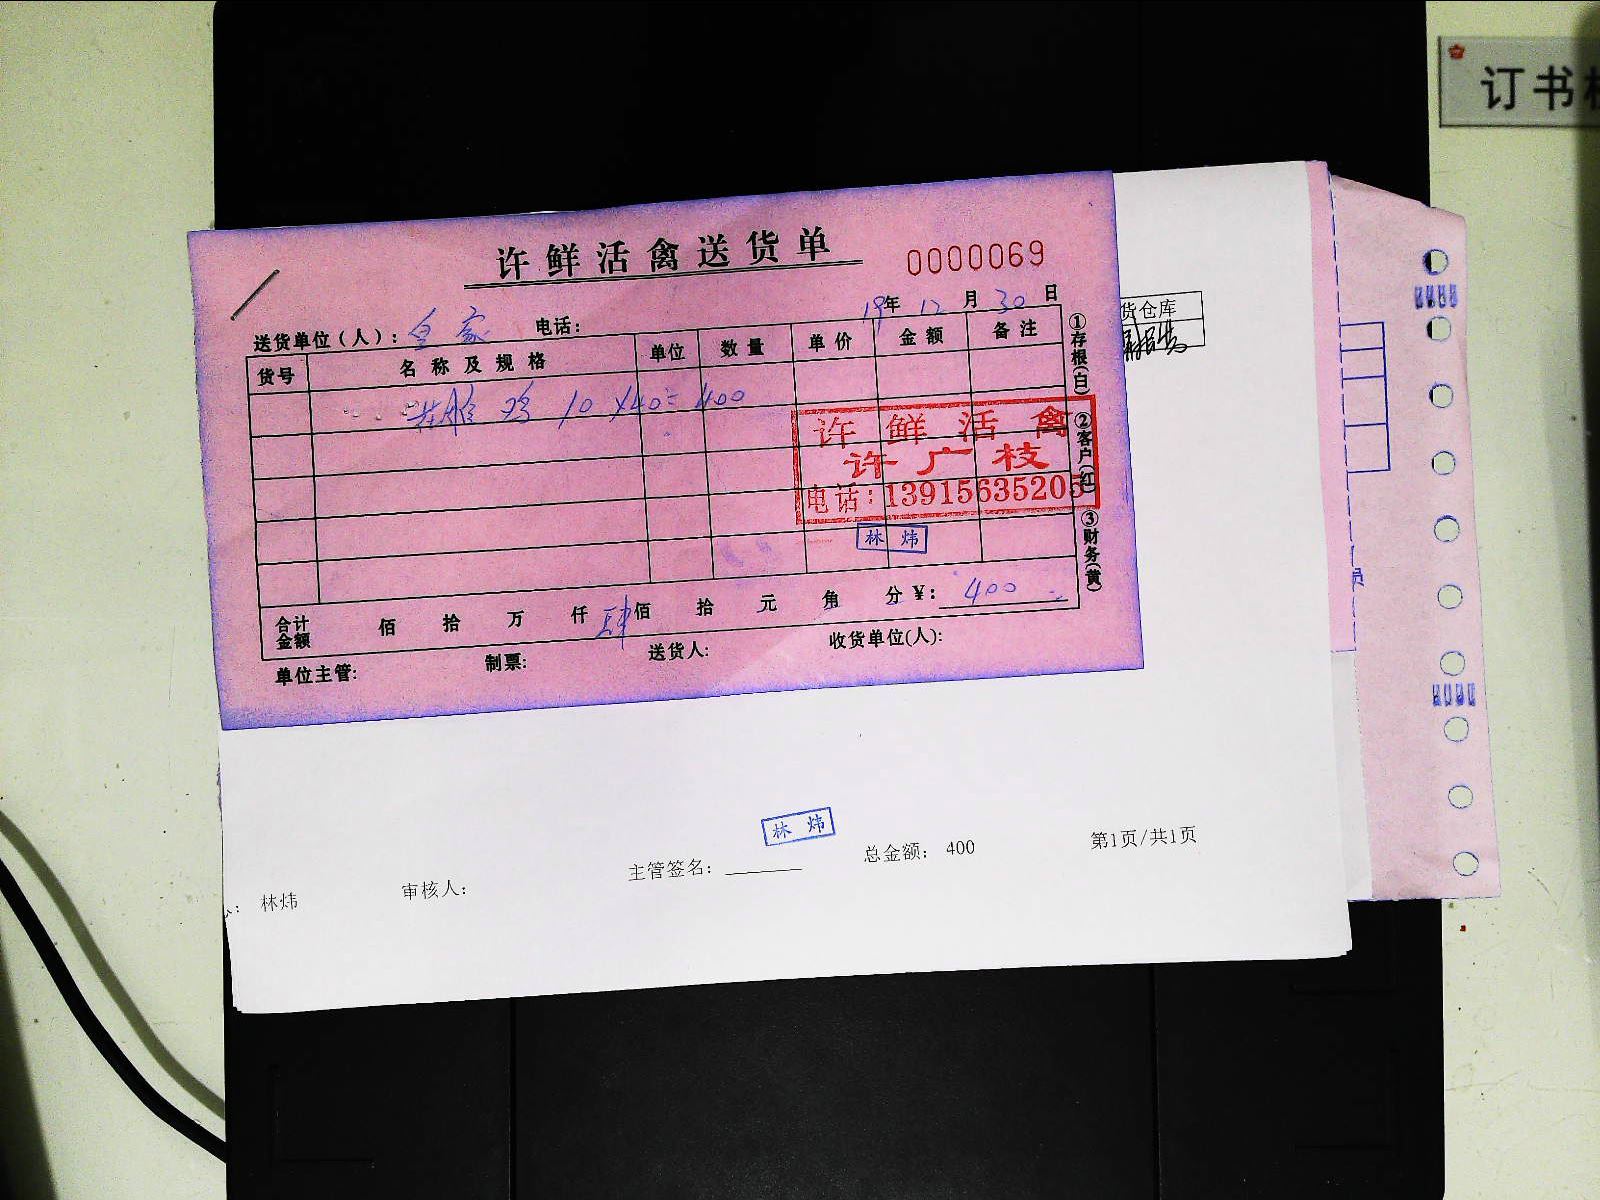 订书
许鲜活禽送货单
0000069
送货单位(人): 皇家 电话: 19年 12月 30日
货号 名称及规格 单位 数量 单价 金额 备注
鸡 10 X40=400
①存根(白) ②客户(红) ③财务(黄)
许鲜活禽
许广枝
电话:13915635205
林炜
合计金额 佰 拾 万 仟 肆佰 拾 元 角 分 ¥: 400
单位主管: 制票: 送货人: 收货单位(人):
货仓库
员
林炜
林炜 审核人: 主管签名: 总金额: 400 第1页/共1页